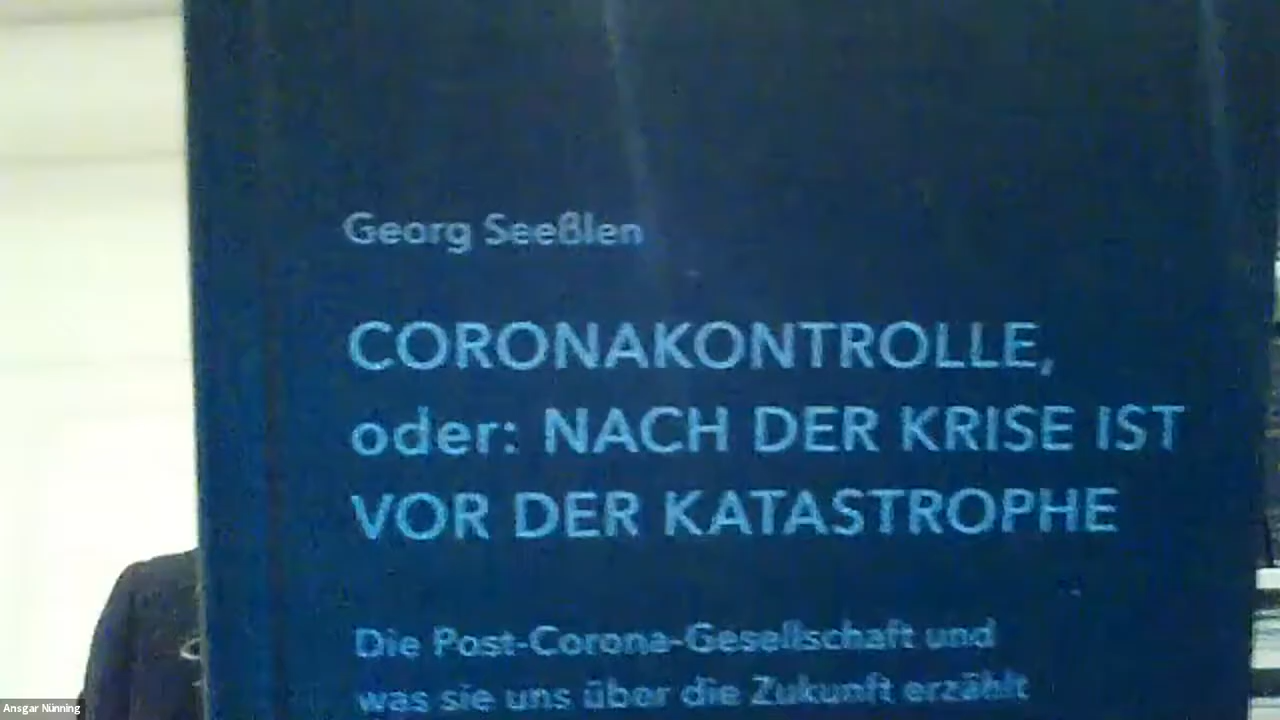 Georg Seeßlen
CORONAKONTROLLE,
oder: NACH DER KRISE IST
VOR DER KATASTROPHE
Die Post-Corona-Gesellschaft und
was sie uns über die Zukunft erzählt
Ansgar Nünning